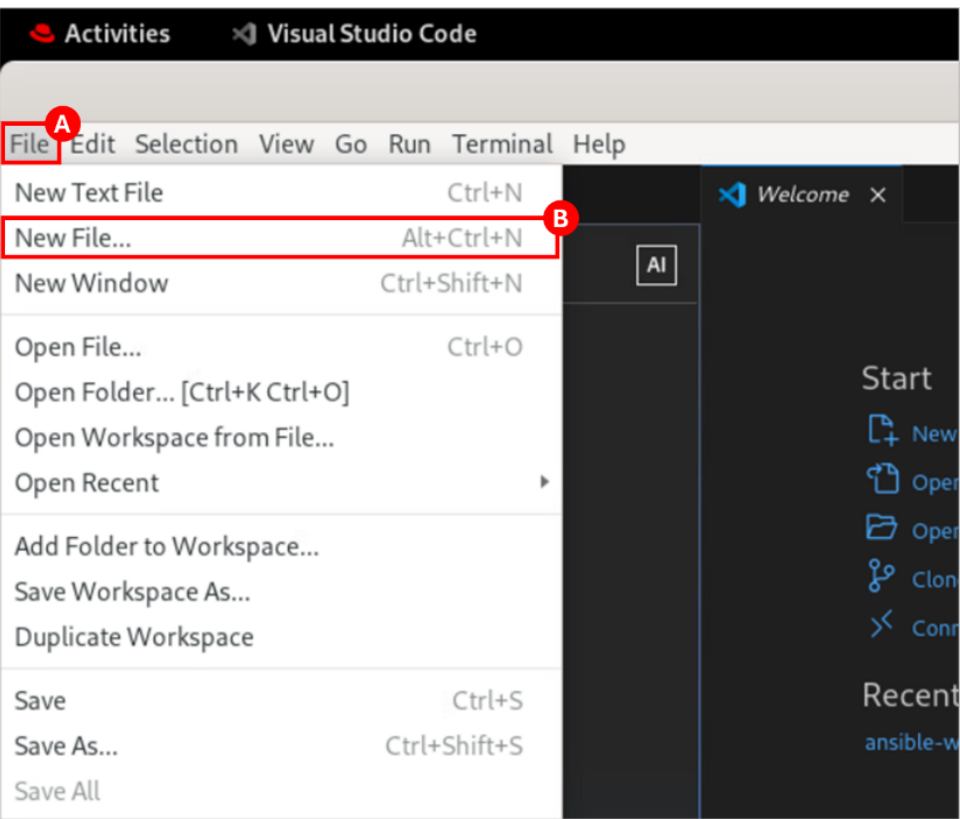 Activities Visual Studio Code
A
File Edit Selection View Go Run Terminal Help
New Text File Ctrl+N
Welcome
B
New File... Alt+Ctrl+N
AI
New Window Ctrl+Shift+N
Open File... Ctrl+O
Open Folder... [Ctrl+K Ctrl+O]
Open Workspace from File...
Open Recent
Add Folder to Workspace...
Save Workspace As...
Duplicate Workspace
Save Ctrl+S
Save As... Ctrl+Shift+S
Save All
Start
New
Open
Open
Clon
Conn
Recent
ansible-w